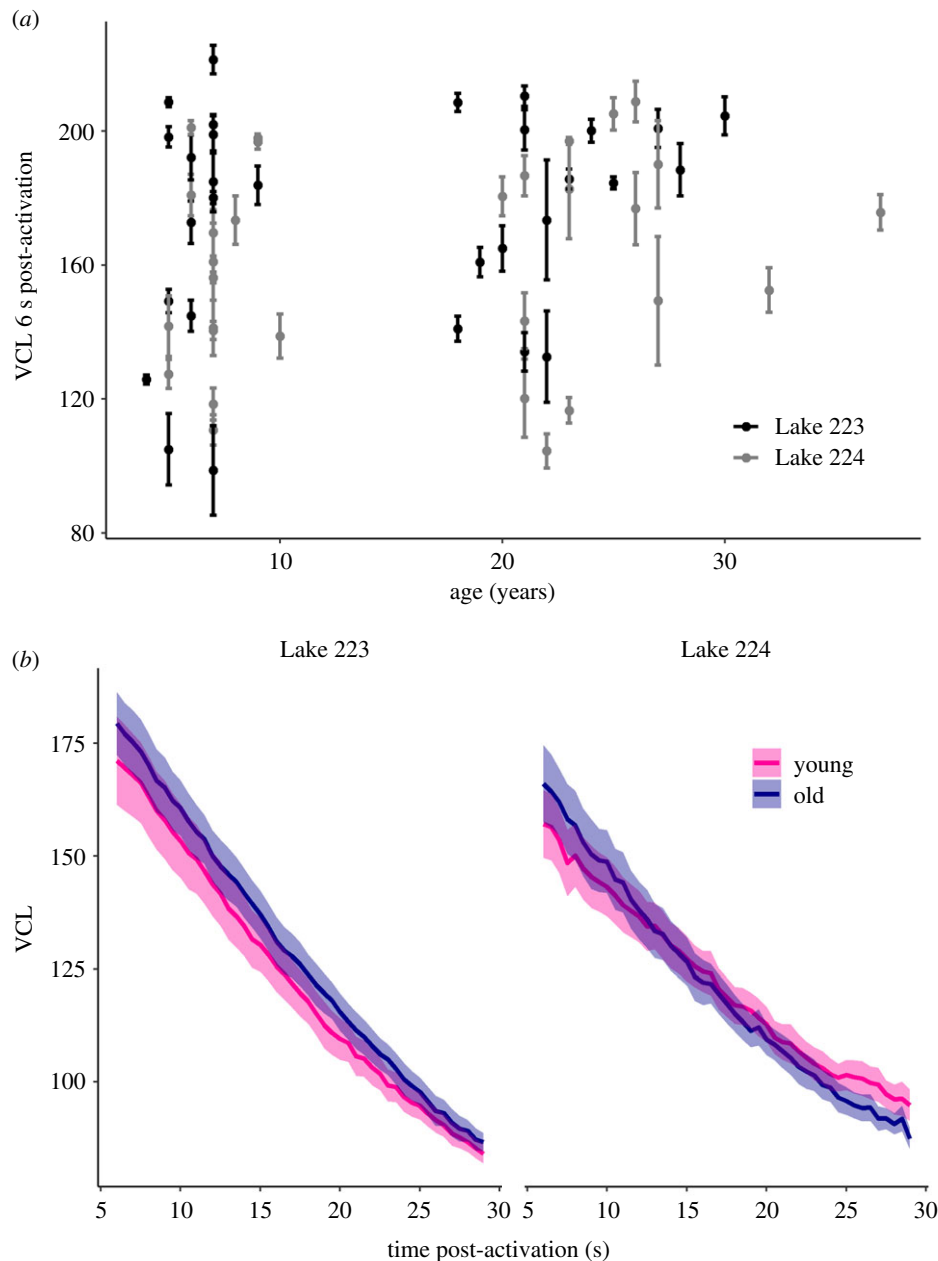 (a)
200
160
120
80
VCL 6 s post-activation
Lake 223
Lake 224
10 20 30
age (years)
(b)
Lake 223 Lake 224
175
150
125
100
VCL
young
old
5 10 15 20 25 30 5 10 15 20 25 30
time post-activation (s)